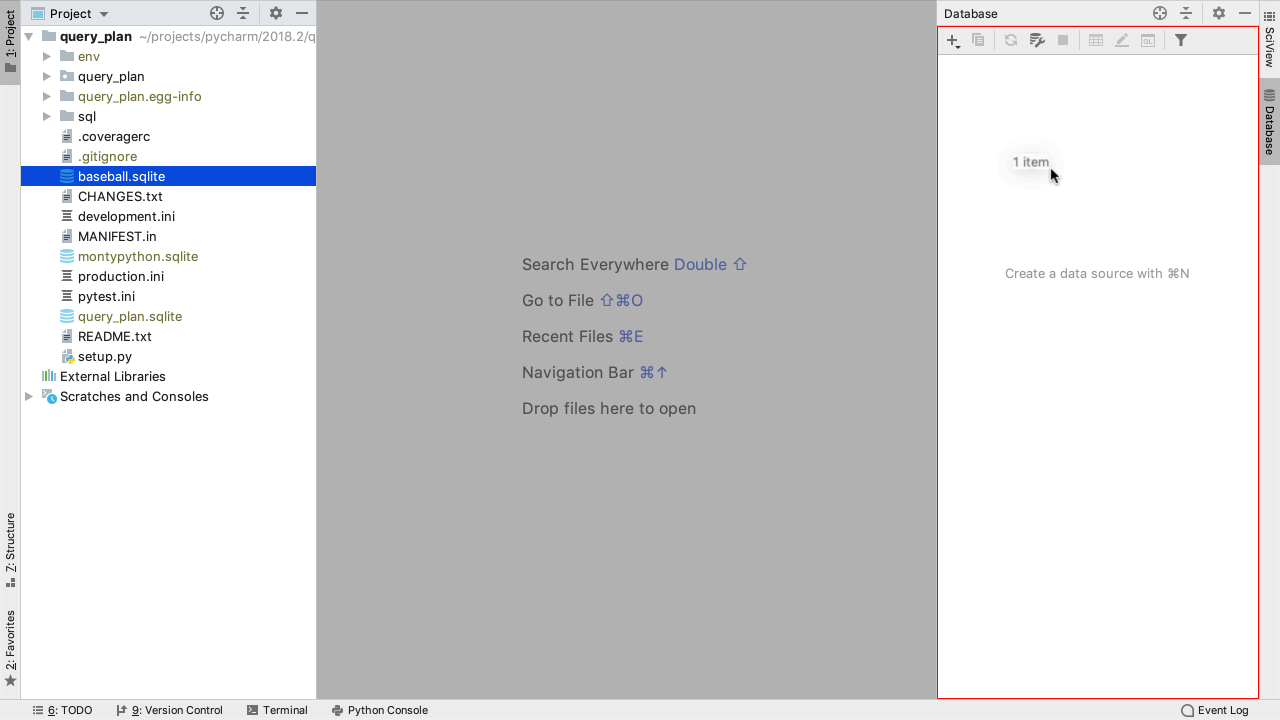 1: Project
7: Structure
2: Favorites
Project
query_plan ~/projects/pycharm/2018.2/q
env
query_plan
query_plan.egg-info
sql
.coveragerc
.gitignore
baseball.sqlite
CHANGES.txt
development.ini
MANIFEST.in
montypython.sqlite
production.ini
pytest.ini
query_plan.sqlite
README.txt
setup.py
External Libraries
Scratches and Consoles
Search Everywhere Double ⇧
Go to File ⇧⌘O
Recent Files ⌘E
Navigation Bar ⌘↑
Drop files here to open
Database
QL
1 item
Create a data source with ⌘N
SciView
Database
6: TODO
9: Version Control
Terminal
Python Console
Event Log